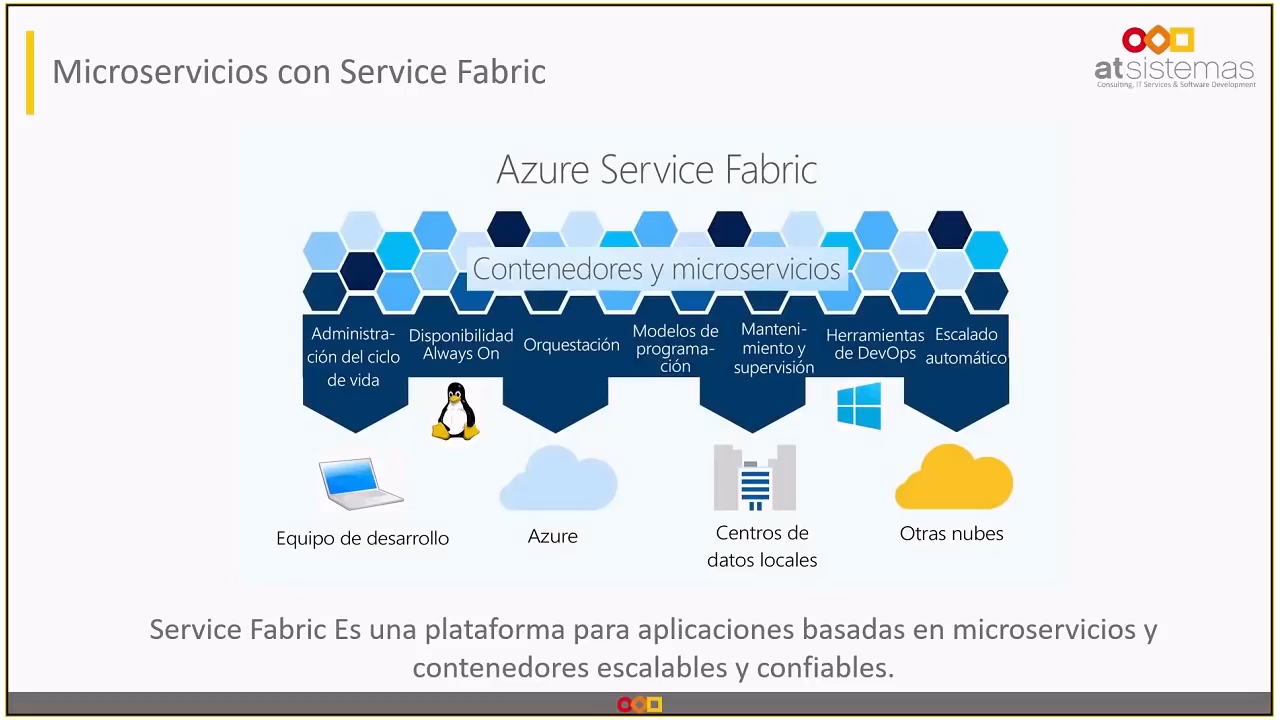 Microservicios con Service Fabric
atsistemas
Consulting, IT Services & Software Development
Azure Service Fabric
Contenedores y microservicios
Administra-
ción del ciclo
de vida
Disponibilidad
Always On
Orquestación
Modelos de
programa-
ción
Manteni-
miento y
supervisión
Herramientas
de DevOps
Escalado
automático
Equipo de desarrollo
Azure
Centros de
datos locales
Otras nubes
Service Fabric Es una plataforma para aplicaciones basadas en microservicios y
contenedores escalables y confiables.